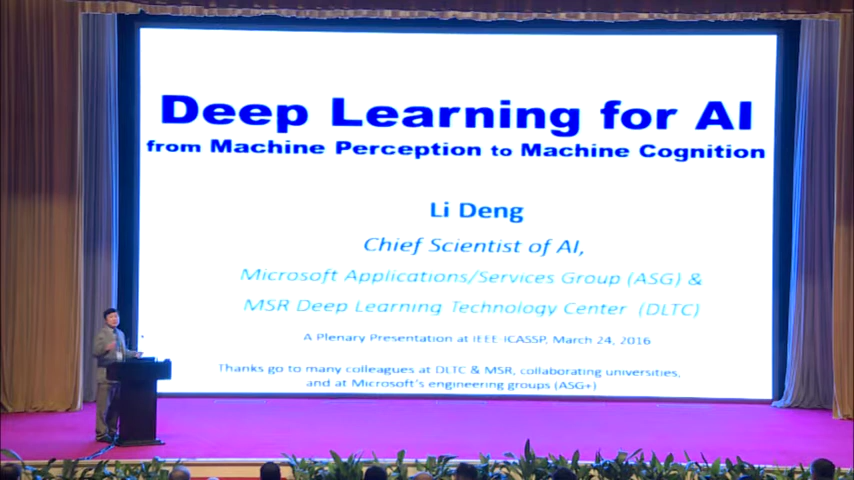 Deep Learning for AI
from Machine Perception to Machine Cognition
Li Deng
Chief Scientist of AI,
Microsoft Applications/Services Group (ASG) &
MSR Deep Learning Technology Center (DLTC)
A Plenary Presentation at IEEE-ICASSP, March 24, 2016
Thanks go to many colleagues at DLTC & MSR, collaborating universities,
and at Microsoft's engineering groups (ASG+)